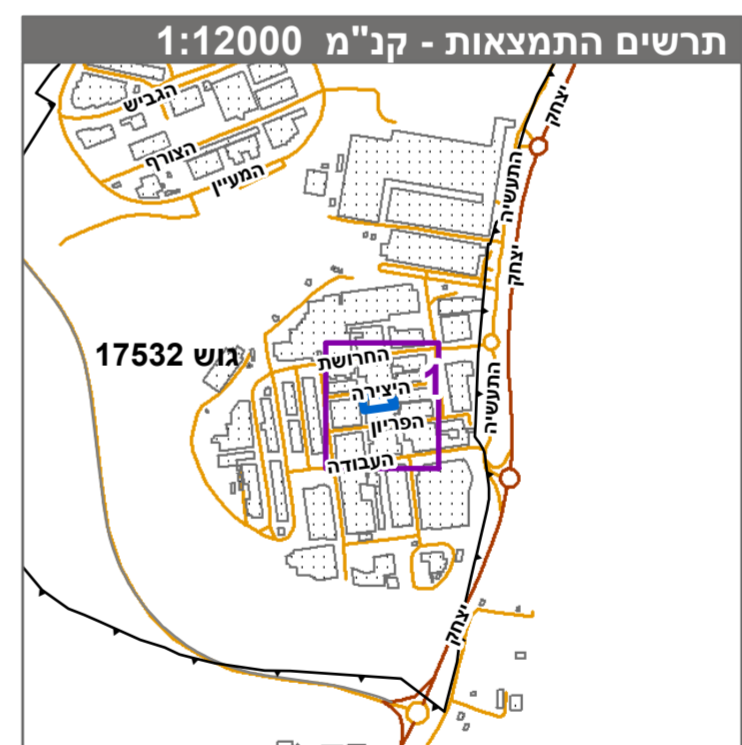 תרשים התמצאות - קנ"מ 1:12000
יצחק
הגביש
הצורף
המעיין
התעשיה
יצחק
גוש 17532
החרושת
1
היצירה
התעשיה
הפריון
העבודה
יצחק